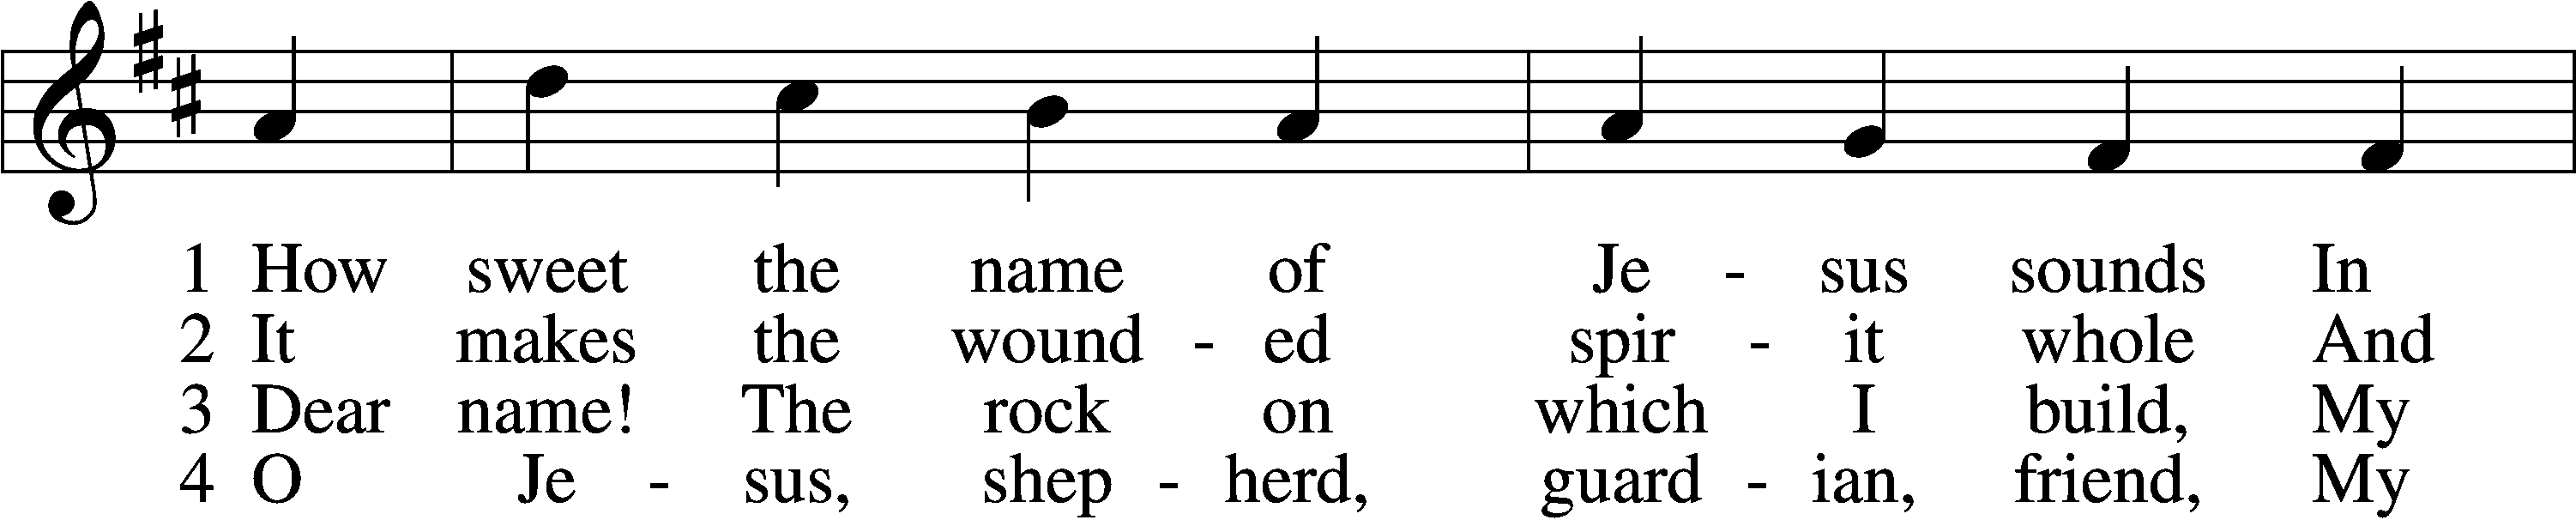 1 How sweet the name of Je - sus sounds In
2 It makes the wound - ed spir - it whole And
3 Dear name! The rock on which I build, My
4 O Je - sus, shep - herd, guard - ian, friend, My